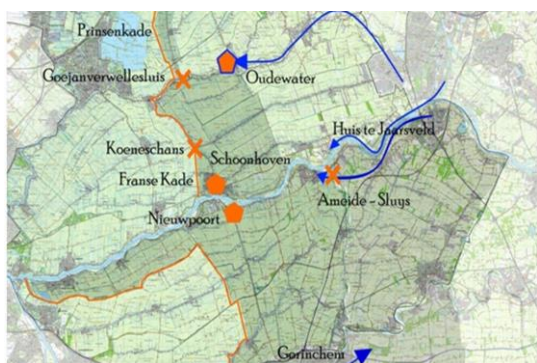 Prinsenkade
Goejanverwellesluis
Oudewater
Huis te Jaarsveld
Koeneschans
Schoonhoven
Franse Kade
Ameide - Sluys
Nieuwpoort
Gorinchem